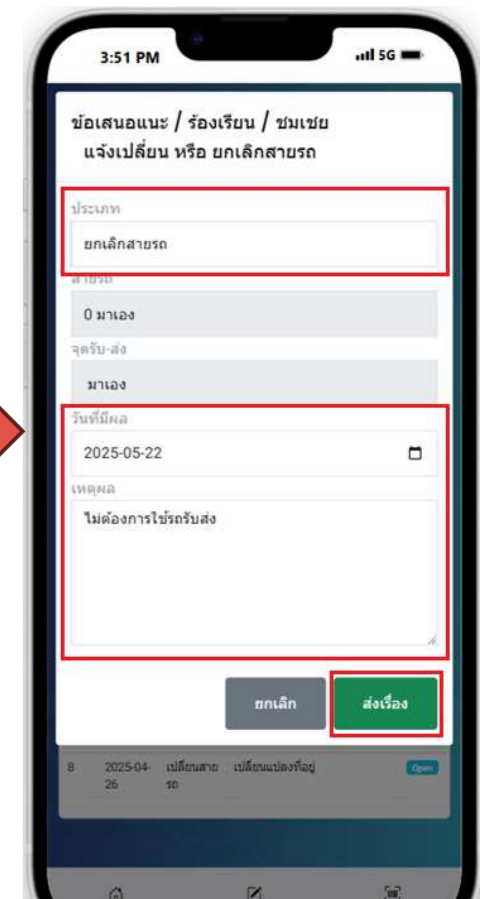 3:51 PM
5G
ข้อเสนอแนะ / ร้องเรียน / ชมเชย
แจ้งเปลี่ยน หรือ ยกเลิกสายรถ
ประเภท
ยกเลิกสายรถ
สายรถ
0 มาเอง
จุดรับ-ส่ง
มาเอง
วันที่มีผล
2025-05-22
เหตุผล
ไม่ต้องการใช้รถรับส่ง
ยกเลิก
ส่งเรื่อง
8 2025-04- เปลี่ยนสาย เปลี่ยนแปลงที่อยู่ Open
26 รถ